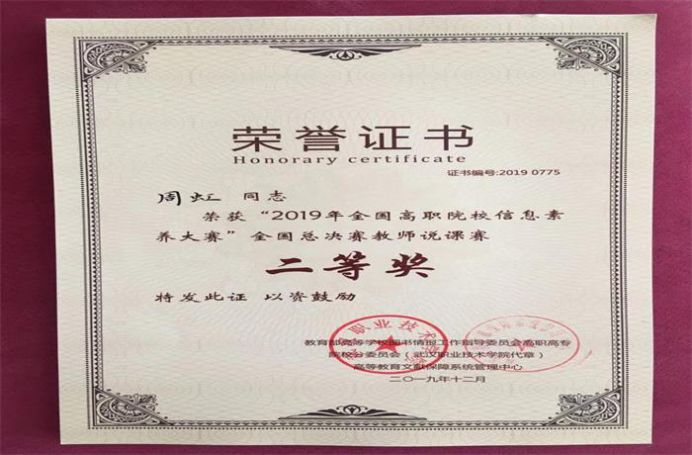 荣誉证书
Honorary certificate
证书编号:2019 0775
周虹 同志
荣获“2019年全国高职院校信息素
养大赛”全国总决赛教师说课赛
二等奖
特发此证 以资鼓励
教育部高等学校图书情报工作指导委员会高职高专
院校分委员会（武汉职业技术学院代章）
高等教育文献保障系统管理中心
二〇一九年十二月
职业技术